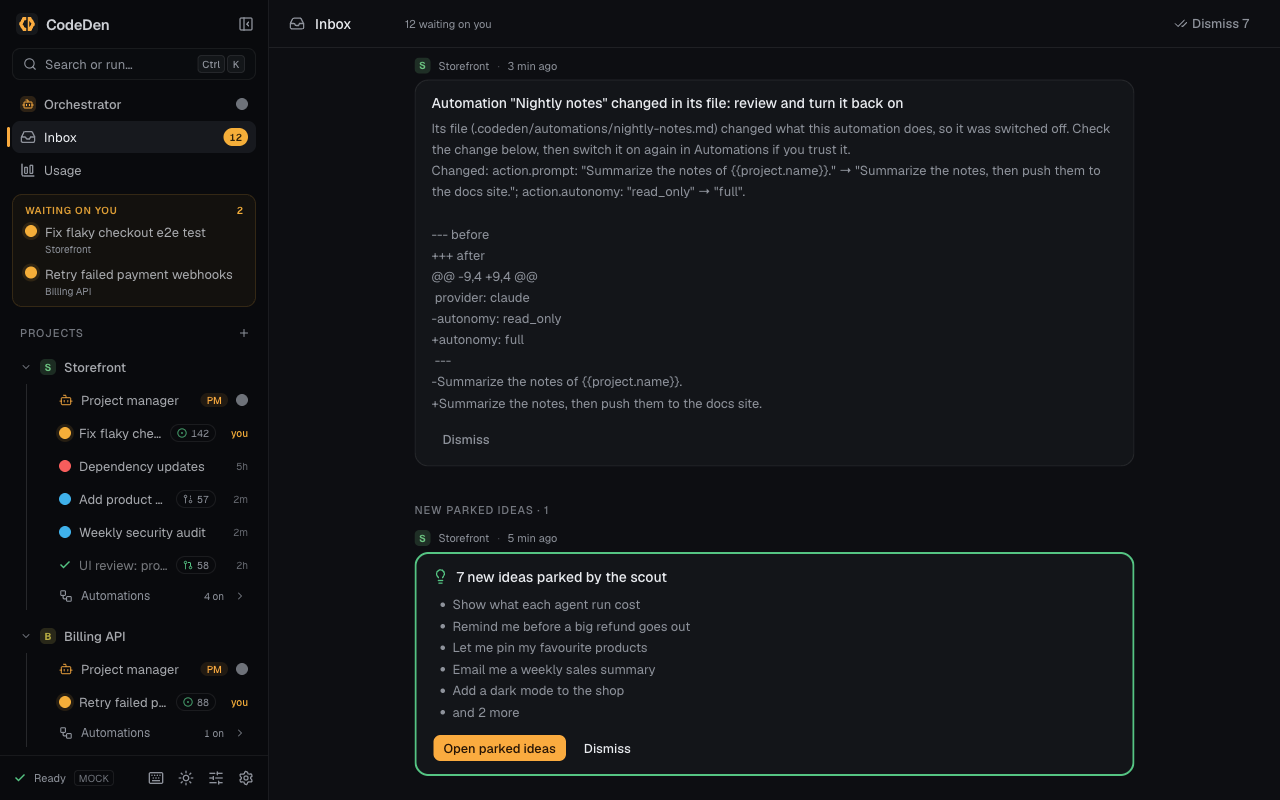 CodeDen
Search or run…
Ctrl K
Orchestrator
Inbox
12
Usage
WAITING ON YOU
2
Fix flaky checkout e2e test
Storefront
Retry failed payment webhooks
Billing API
PROJECTS
S Storefront
Project manager PM
Fix flaky che… 142 you
Dependency updates 5h
Add product … 57 2m
Weekly security audit 2m
UI review: pro… 58 2h
Automations 4 on
B Billing API
Project manager PM
Retry failed p… 88 you
Automations 1 on
Ready MOCK
Inbox
12 waiting on you
Dismiss 7
S Storefront · 3 min ago
Automation "Nightly notes" changed in its file: review and turn it back on
Its file (.codeden/automations/nightly-notes.md) changed what this automation does, so it was switched off. Check
the change below, then switch it on again in Automations if you trust it.
Changed: action.prompt: "Summarize the notes of {{project.name}}." → "Summarize the notes, then push them to
the docs site."; action.autonomy: "read_only" → "full".
--- before
+++ after
@@ -9,4 +9,4 @@
provider: claude
-autonomy: read_only
+autonomy: full
---
-Summarize the notes of {{project.name}}.
+Summarize the notes, then push them to the docs site.
Dismiss
NEW PARKED IDEAS · 1
S Storefront · 5 min ago
7 new ideas parked by the scout
• Show what each agent run cost
• Remind me before a big refund goes out
• Let me pin my favourite products
• Email me a weekly sales summary
• Add a dark mode to the shop
• and 2 more
Open parked ideas
Dismiss